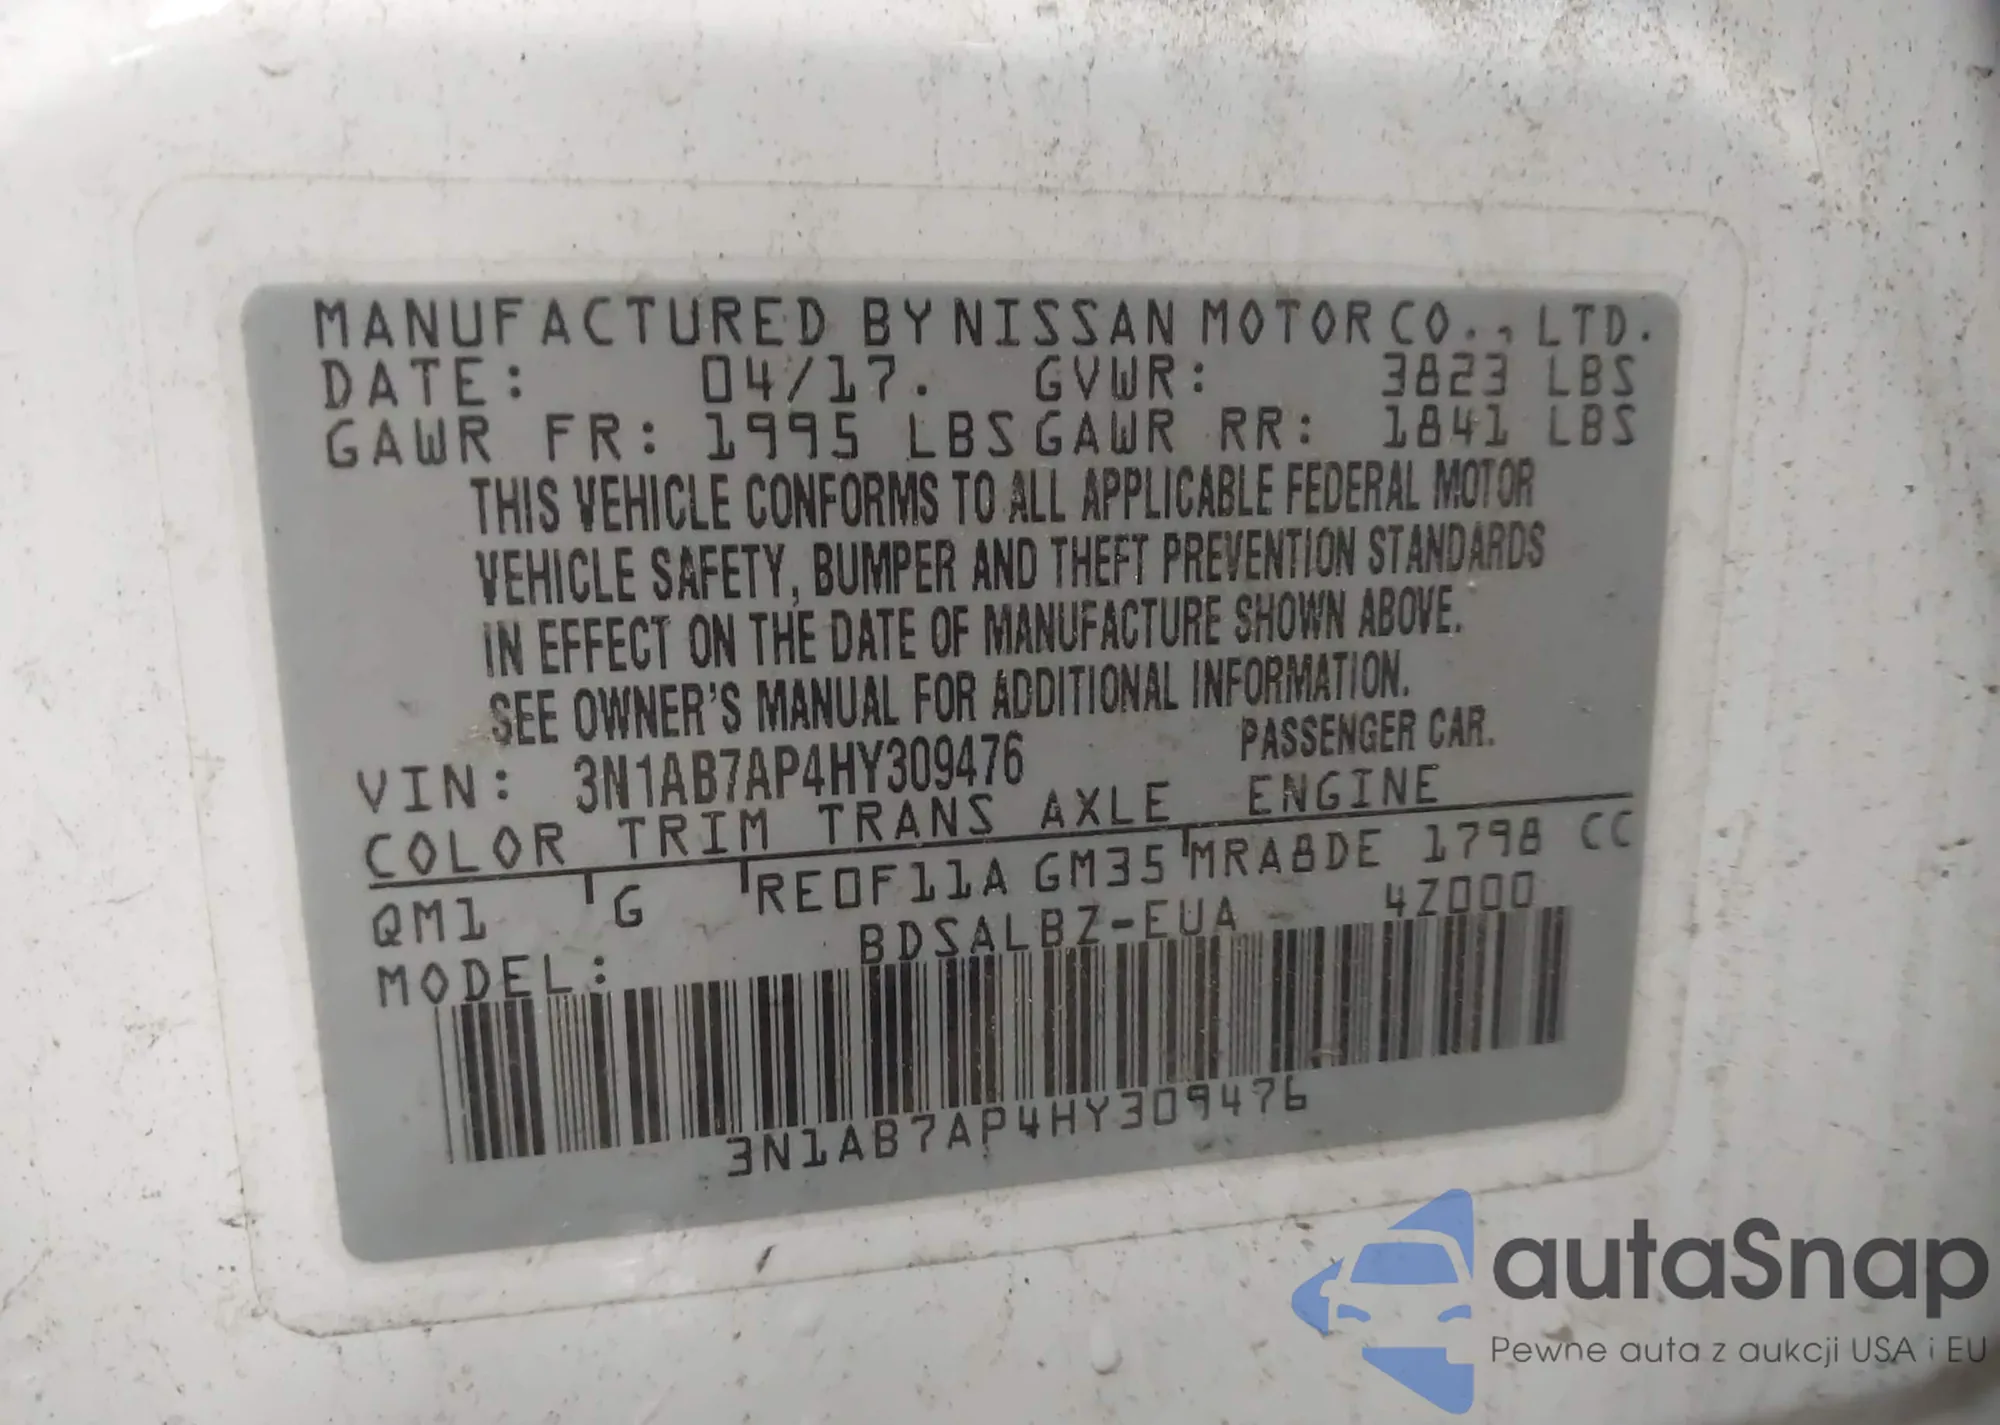 MANUFACTURED BY NISSAN MOTOR CO., LTD.
DATE: 04/17. GVWR: 3823 LBS
GAWR FR: 1995 LBS GAWR RR: 1841 LBS
THIS VEHICLE CONFORMS TO ALL APPLICABLE FEDERAL MOTOR
VEHICLE SAFETY, BUMPER AND THEFT PREVENTION STANDARDS
IN EFFECT ON THE DATE OF MANUFACTURE SHOWN ABOVE.
SEE OWNER'S MANUAL FOR ADDITIONAL INFORMATION.
VIN: 3N1AB7AP4HY309476 PASSENGER CAR.
COLOR TRIM TRANS AXLE ENGINE
QM1 G RE0F11A GM35 MRA8DE 1798 CC
MODEL: BDSALBZ-EUA 4Z000
3N1AB7AP4HY309476
autaSnap
Pewne auta z aukcji USA i EU